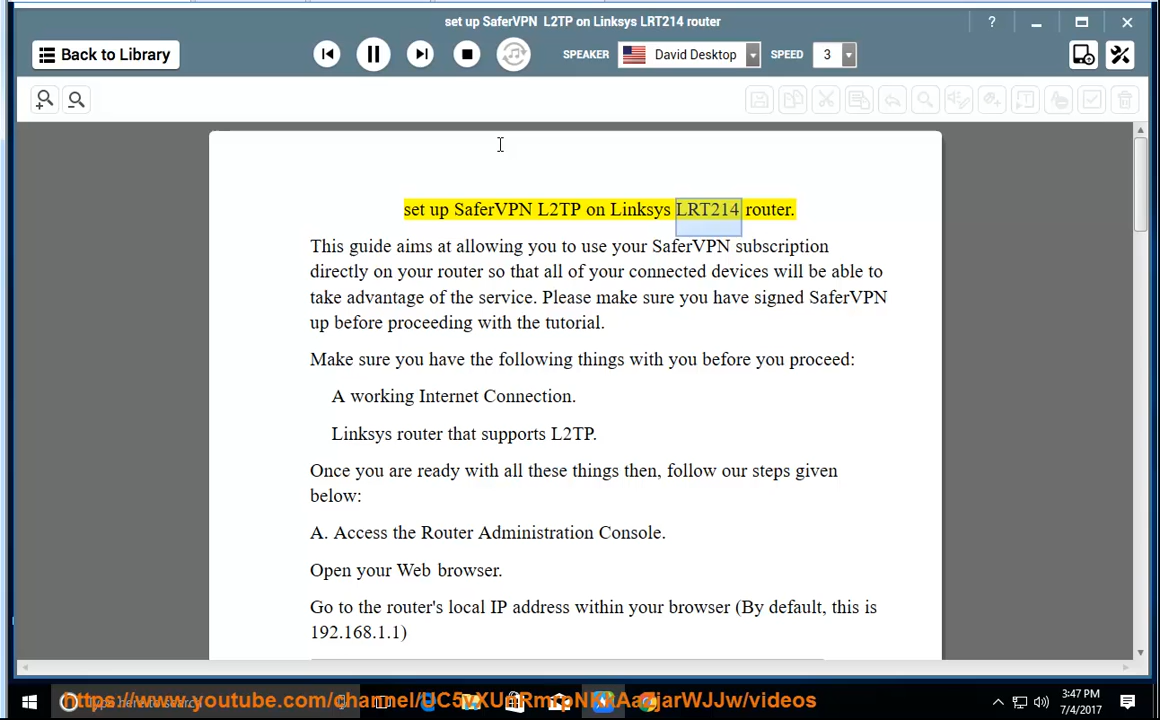 set up SaferVPN L2TP on Linksys LRT214 router
Back to Library
SPEAKER David Desktop SPEED 3
set up SaferVPN L2TP on Linksys LRT214 router.
This guide aims at allowing you to use your SaferVPN subscription
directly on your router so that all of your connected devices will be able to
take advantage of the service. Please make sure you have signed SaferVPN
up before proceeding with the tutorial.
Make sure you have the following things with you before you proceed:
A working Internet Connection.
Linksys router that supports L2TP.
Once you are ready with all these things then, follow our steps given
below:
A. Access the Router Administration Console.
Open your Web browser.
Go to the router's local IP address within your browser (By default, this is
192.168.1.1)
3:47 PM
7/4/2017